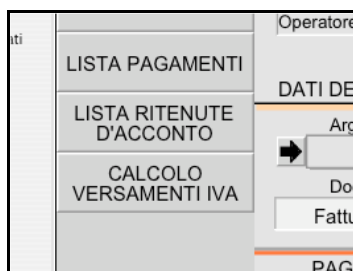 Operatore
LISTA PAGAMENTI
DATI DE
LISTA RITENUTE
D'ACCONTO
CALCOLO
VERSAMENTI IVA